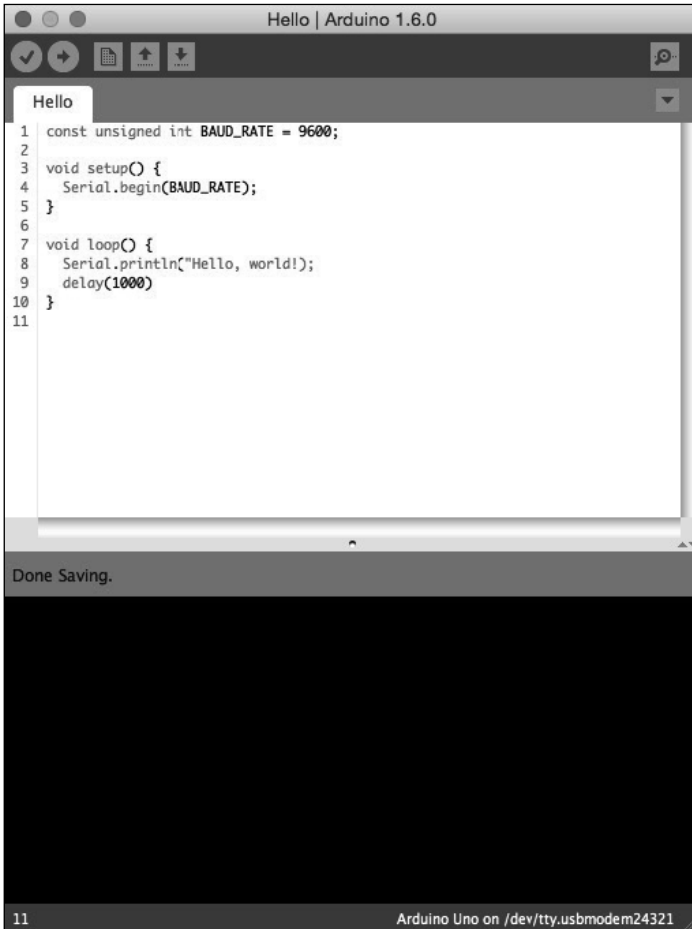 Hello | Arduino 1.6.0
Hello
1 const unsigned int BAUD_RATE = 9600;
2
3 void setup() {
4   Serial.begin(BAUD_RATE);
5 }
6
7 void loop() {
8   Serial.println("Hello, world!);
9   delay(1000)
10 }
11
Done Saving.
11 Arduino Uno on /dev/tty.usbmodem24321